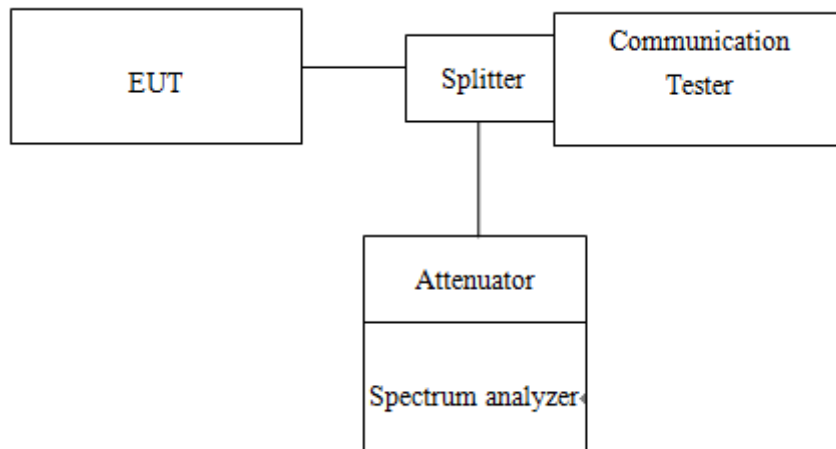 EUT
Splitter
Communication
Tester
Attenuator
Spectrum analyzer